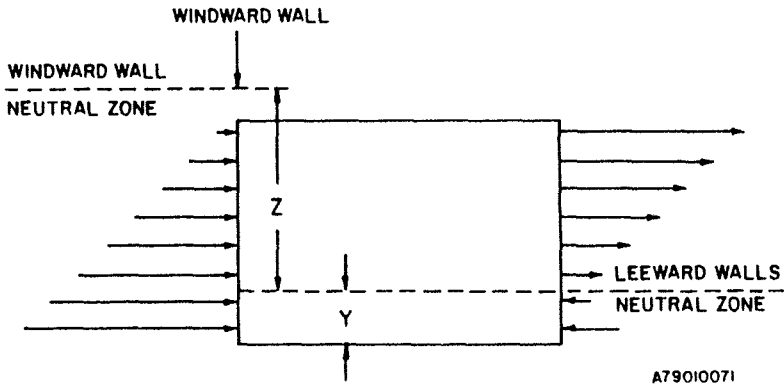 WINDWARD WALL
WINDWARD WALL
NEUTRAL ZONE
Z
LEEWARD WALLS
NEUTRAL ZONE
Y
A79010071